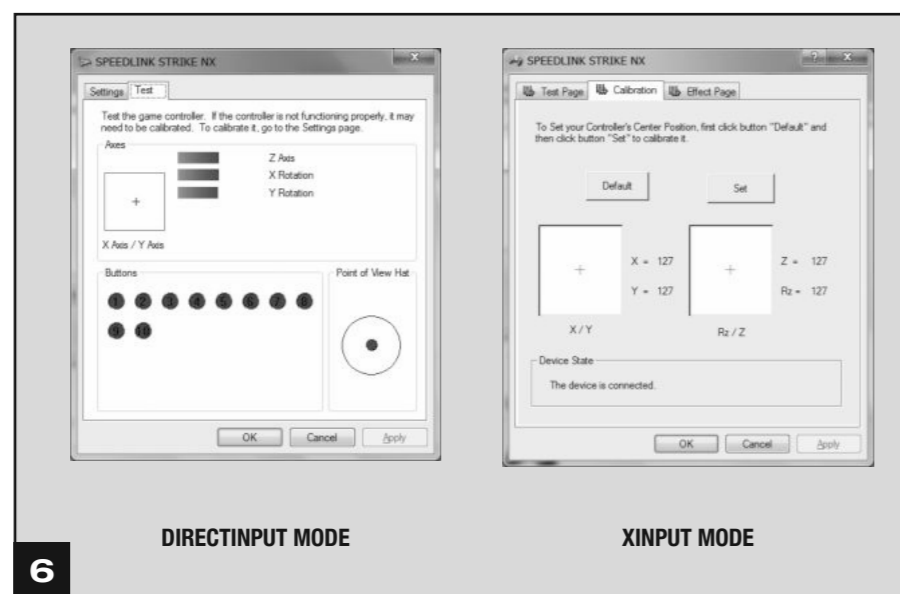 SPEEDLINK STRIKE NX
Settings Test
Test the game controller. If the controller is not functioning properly, it may
need to be calibrated. To calibrate it, go to the Settings page.
Axes
Z Axis
X Rotation
Y Rotation
X Axis / Y Axis
Buttons
Point of View Hat
1 2 3 4 5 6 7 8
9 10
OK Cancel Apply
DIRECTINPUT MODE
SPEEDLINK STRIKE NX
Test Page Calibration Effect Page
To Set your Controller's Center Position, first click button "Default" and
then click button "Set" to calibrate it.
Default Set
X = 127
Y = 127
X / Y
Z = 127
Rz = 127
Rz / Z
Device State
The device is connected.
OK Cancel Apply
XINPUT MODE
6